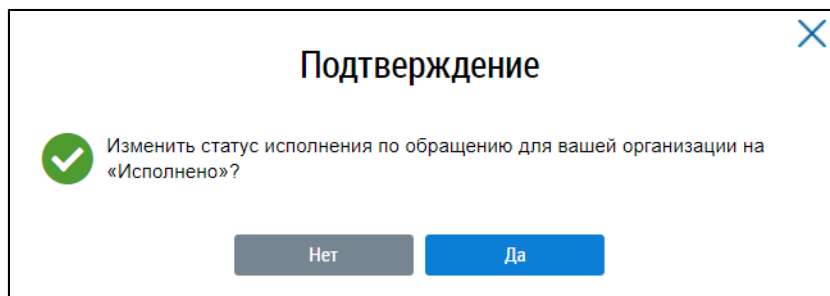 Подтверждение
Изменить статус исполнения по обращению для вашей организации на
«Исполнено»?
Нет
Да